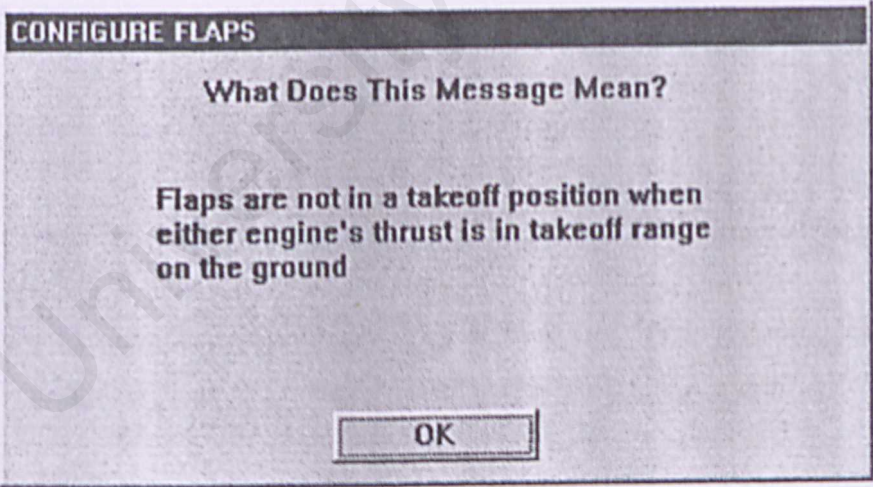 CONFIGURE FLAPS
What Does This Message Mean?
Flaps are not in a takeoff position when
either engine's thrust is in takeoff range
on the ground
OK
University